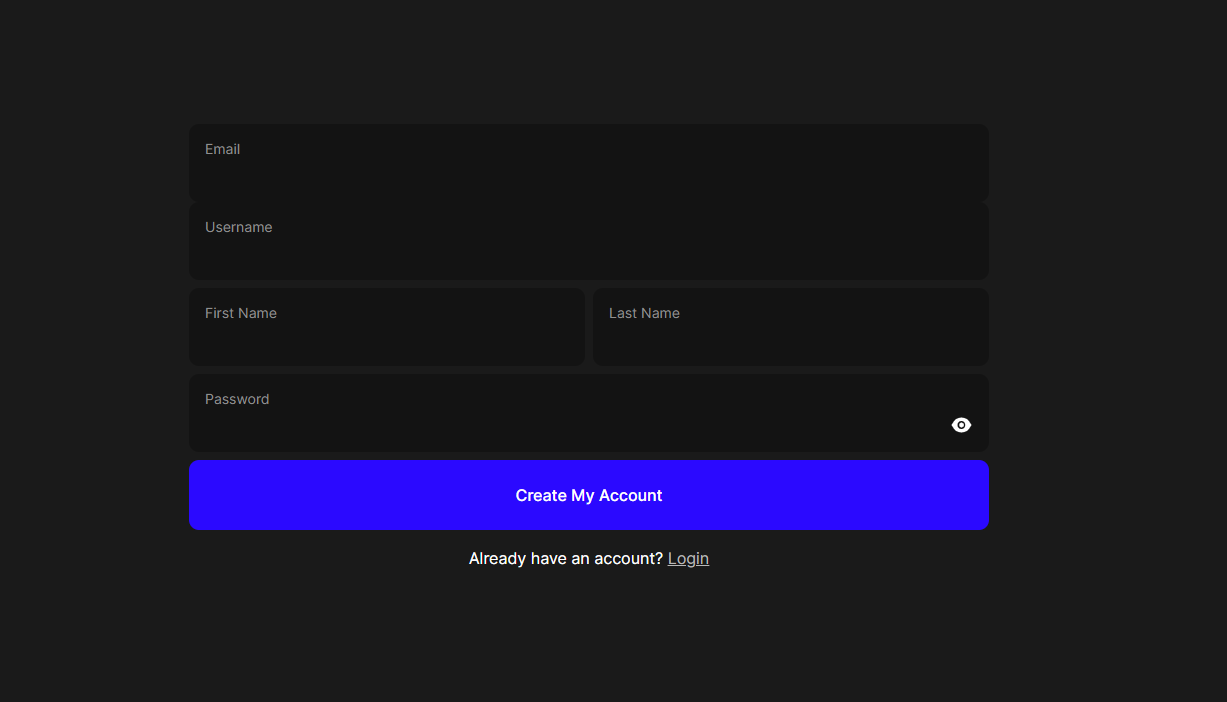 Email
Username
First Name
Last Name
Password
Create My Account
Already have an account? Login